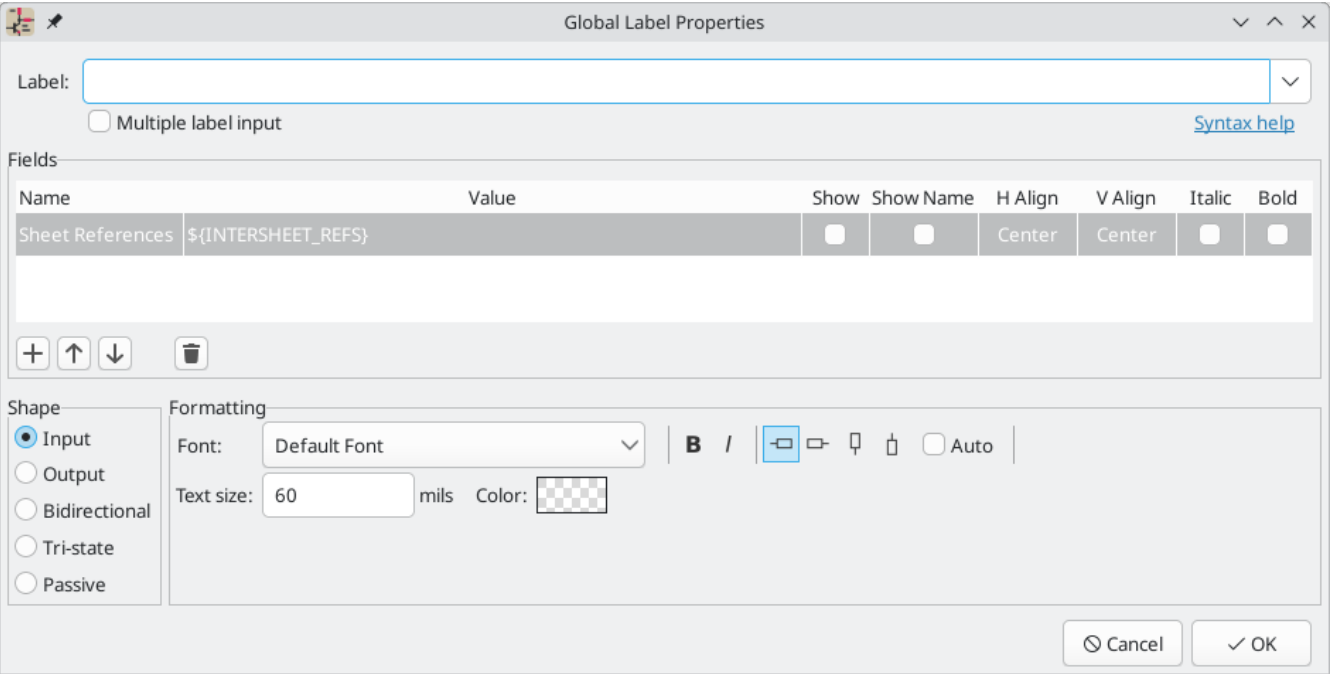 Global Label Properties
Label:
Multiple label input
Syntax help
Fields
Name Value Show Show Name H Align V Align Italic Bold
Sheet References ${INTERSHEET_REFS} Center Center
Shape
Formatting
Input
Font: Default Font B I Auto
Output
Text size: 60 mils Color:
Bidirectional
Tri-state
Passive
Cancel OK